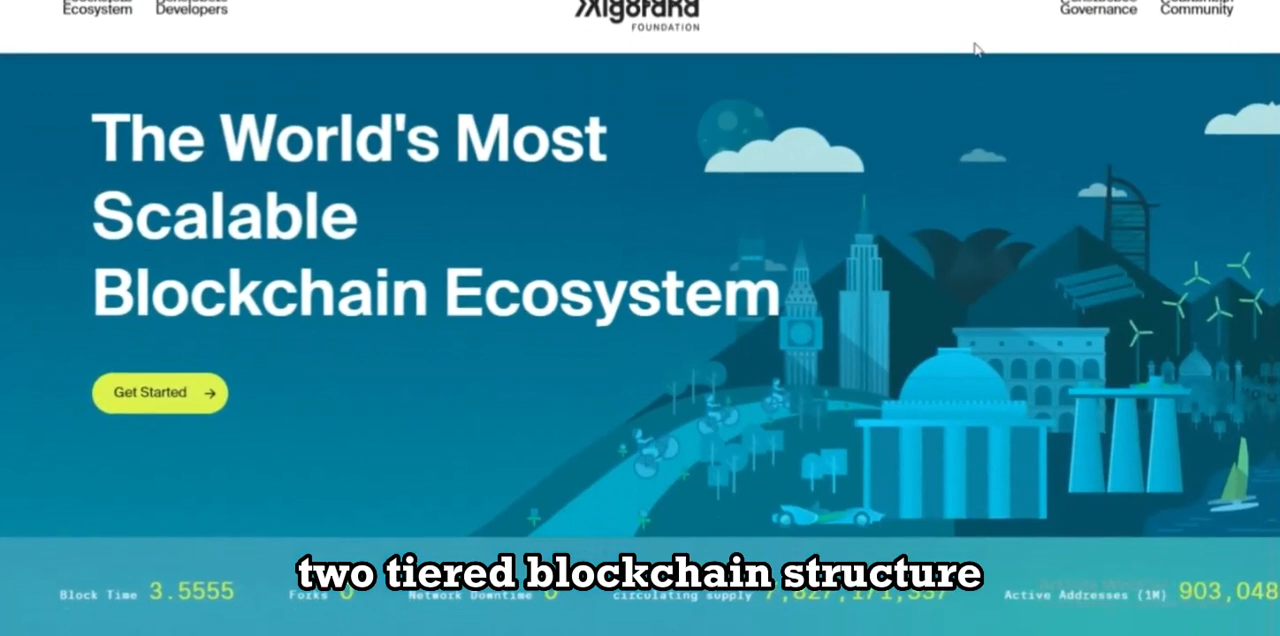 Ecosystem Developers Algorand Governance Community
FOUNDATION
The World's Most
Scalable
Blockchain Ecosystem
Get Started
two tiered blockchain structure
Block Time 3.5555 Forks 0 Network Downtime 0 circulating supply Active Addresses (1M) 903,048